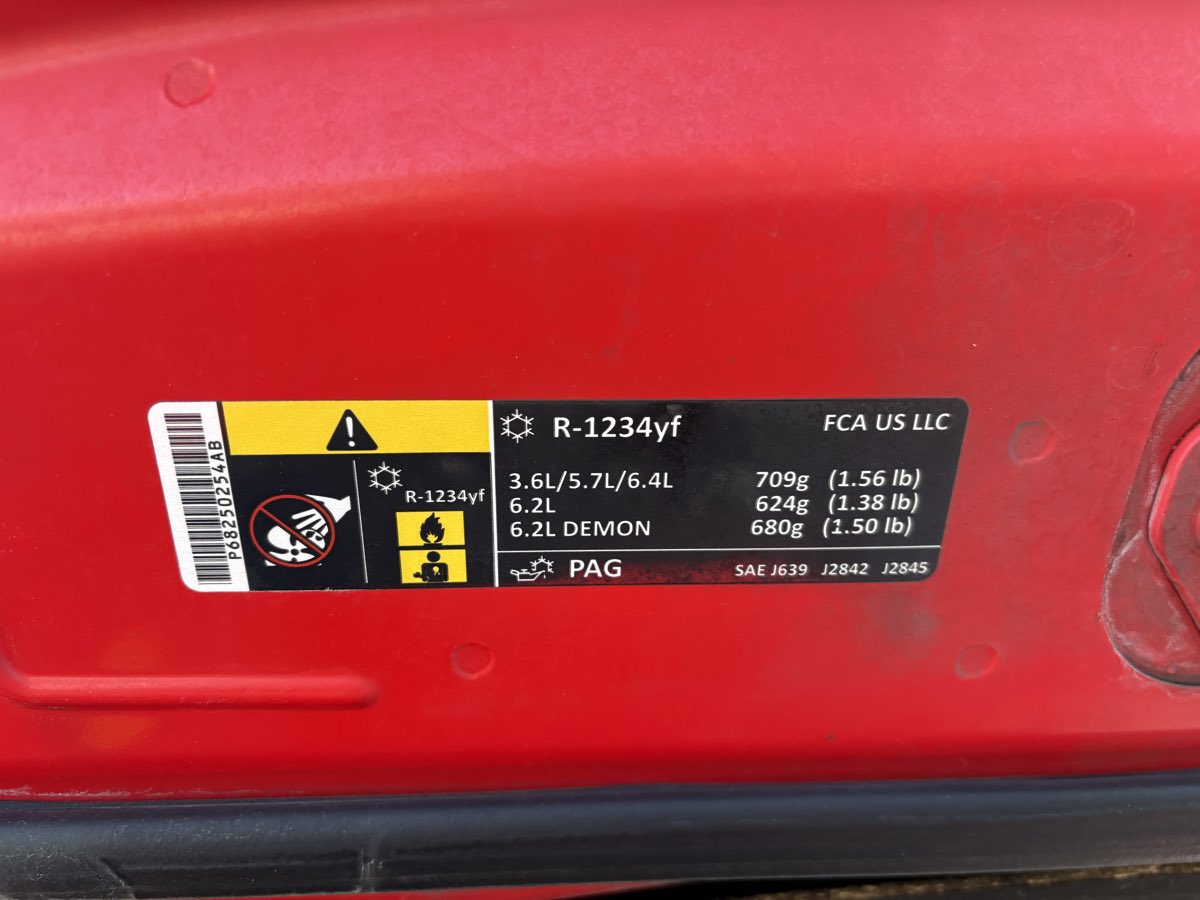 P68250254AB
R-1234yf
R-1234yf FCA US LLC
3.6L/5.7L/6.4L 709g (1.56 lb)
6.2L 624g (1.38 lb)
6.2L DEMON 680g (1.50 lb)
PAG SAE J639 J2842 J2845